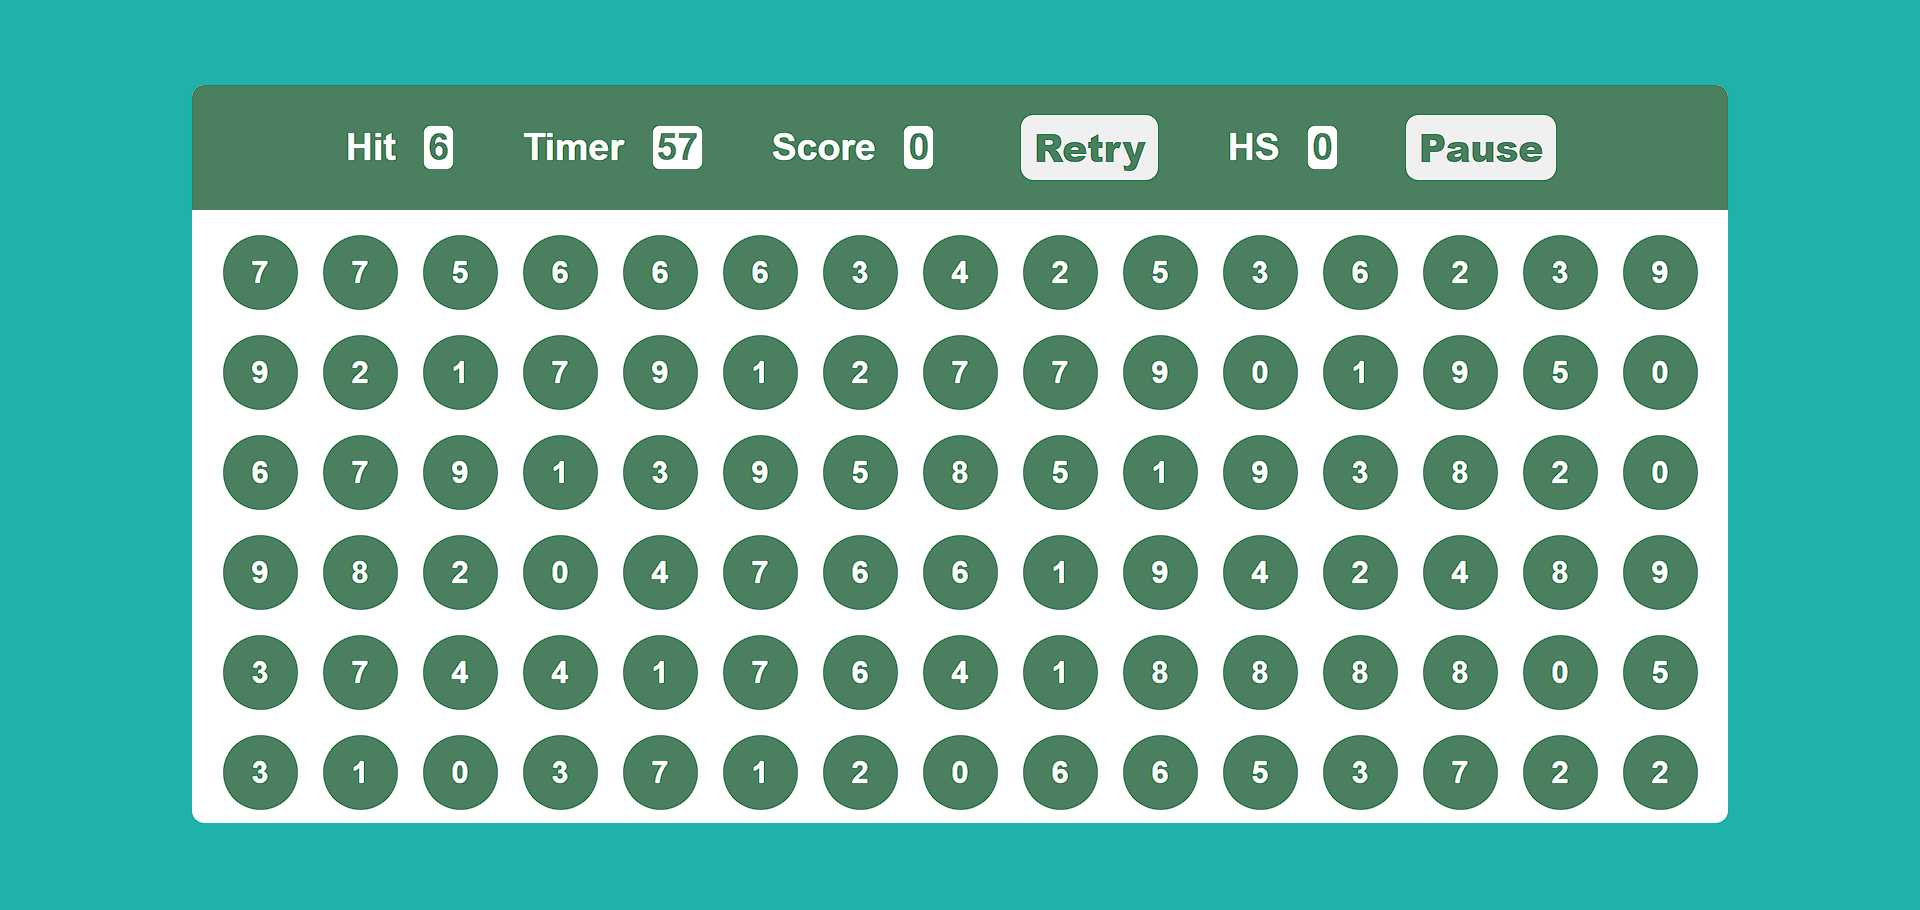 Hit 6 Timer 57 Score 0 Retry HS 0 Pause
7 7 5 6 6 6 3 4 2 5 3 6 2 3 9
9 2 1 7 9 1 2 7 7 9 0 1 9 5 0
6 7 9 1 3 9 5 8 5 1 9 3 8 2 0
9 8 2 0 4 7 6 6 1 9 4 2 4 8 9
3 7 4 4 1 7 6 4 1 8 8 8 8 0 5
3 1 0 3 7 1 2 0 6 6 5 3 7 2 2